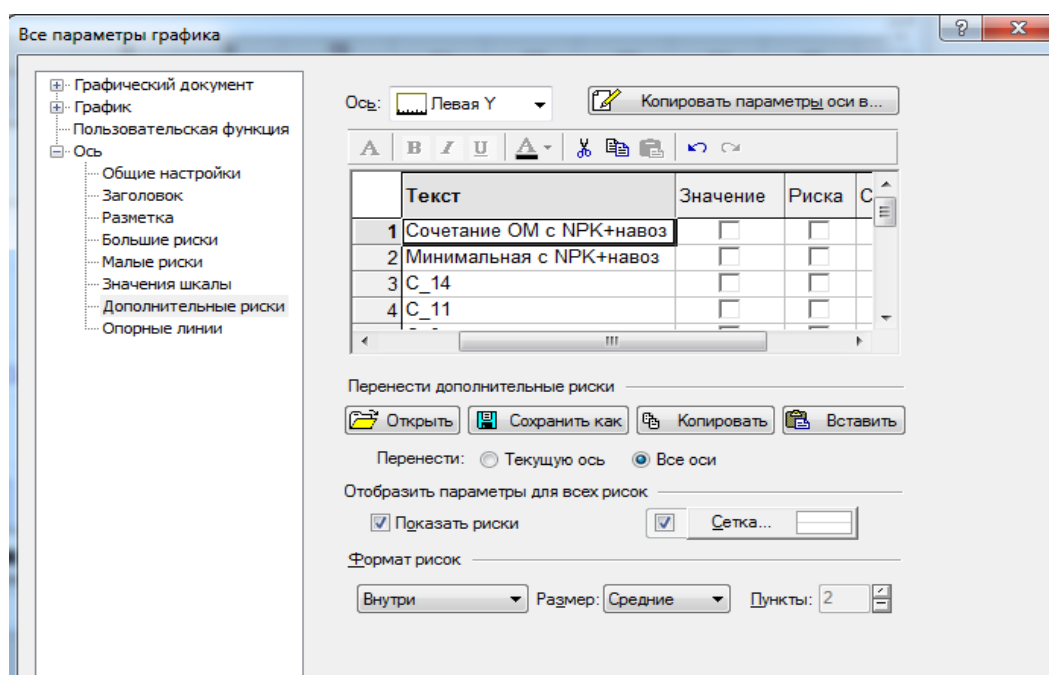 Все параметры графика
Графический документ
График
Пользовательская функция
Ось
Общие настройки
Заголовок
Разметка
Большие риски
Малые риски
Значения шкалы
Дополнительные риски
Опорные линии
Ось: Левая Y Копировать параметры оси в...
A B I U A
Текст Значение Риска С
1 Сочетание ОМ с NPK+навоз
2 Минимальная с NPK+навоз
3 С_14
4 С_11
Перенести дополнительные риски
Открыть Сохранить как Копировать Вставить
Перенести: Текущую ось Все оси
Отобразить параметры для всех рисок
Показать риски Сетка...
Формат рисок
Внутри Размер: Средние Пункты: 2